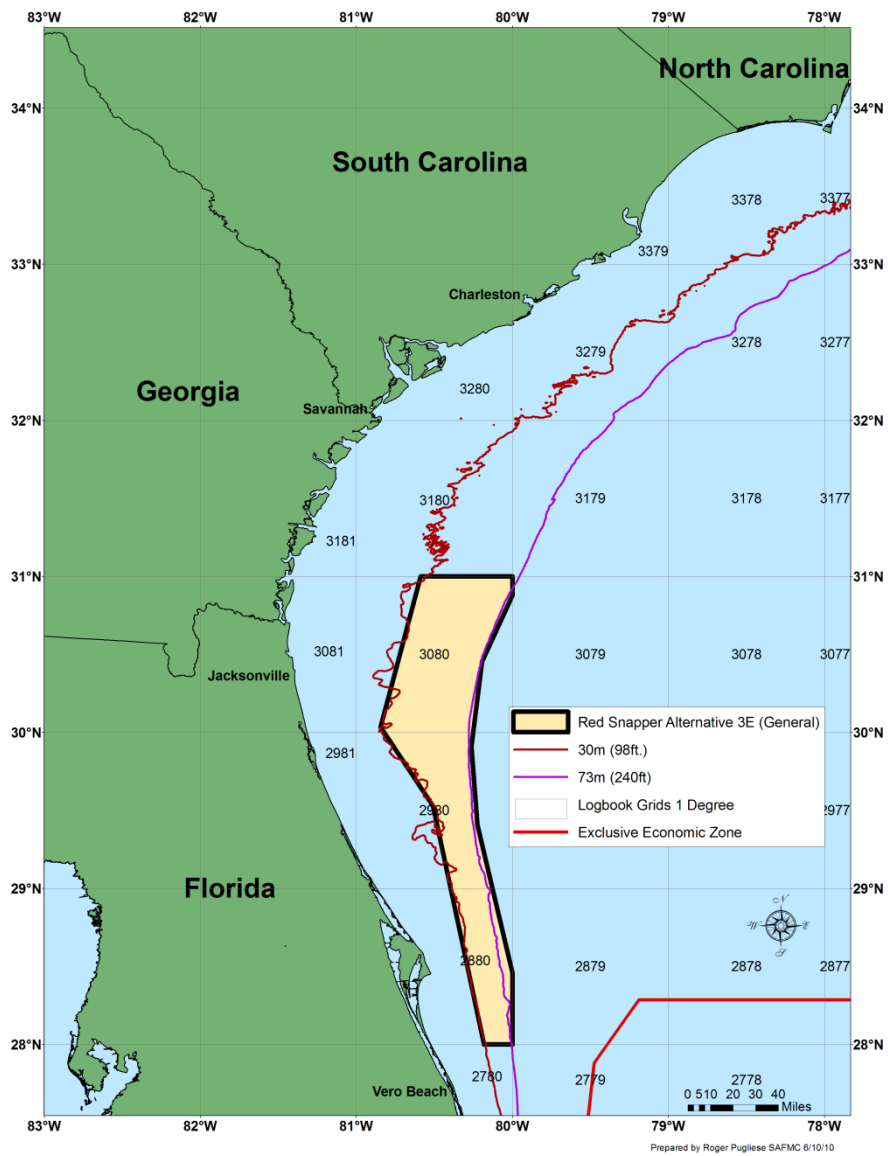 83°W 82°W 81°W 80°W 79°W 78°W
North Carolina
34°N 34°N
South Carolina
3378 3377
33°N 3379 33°N
Charleston
3279 3278 3277
Georgia 3280
Savannah
32°N 32°N
3180 3179 3178 3177
3181
31°N 31°N
3081 3080 3079 3078 3077
Jacksonville
30°N 30°N
Red Snapper Alternative 3E (General)
2981 30m (98ft.)
73m (240ft)
2980 Logbook Grids 1 Degree 2977
Exclusive Economic Zone
29°N 29°N
Florida
N
W E
S
2880 2879 2878 2877
28°N 28°N
2780 2779 2778
Vero Beach
0 5 10 20 30 40
Miles
83°W 82°W 81°W 80°W 79°W 78°W
Prepared by Roger Pugliese SAFMC 6/10/10